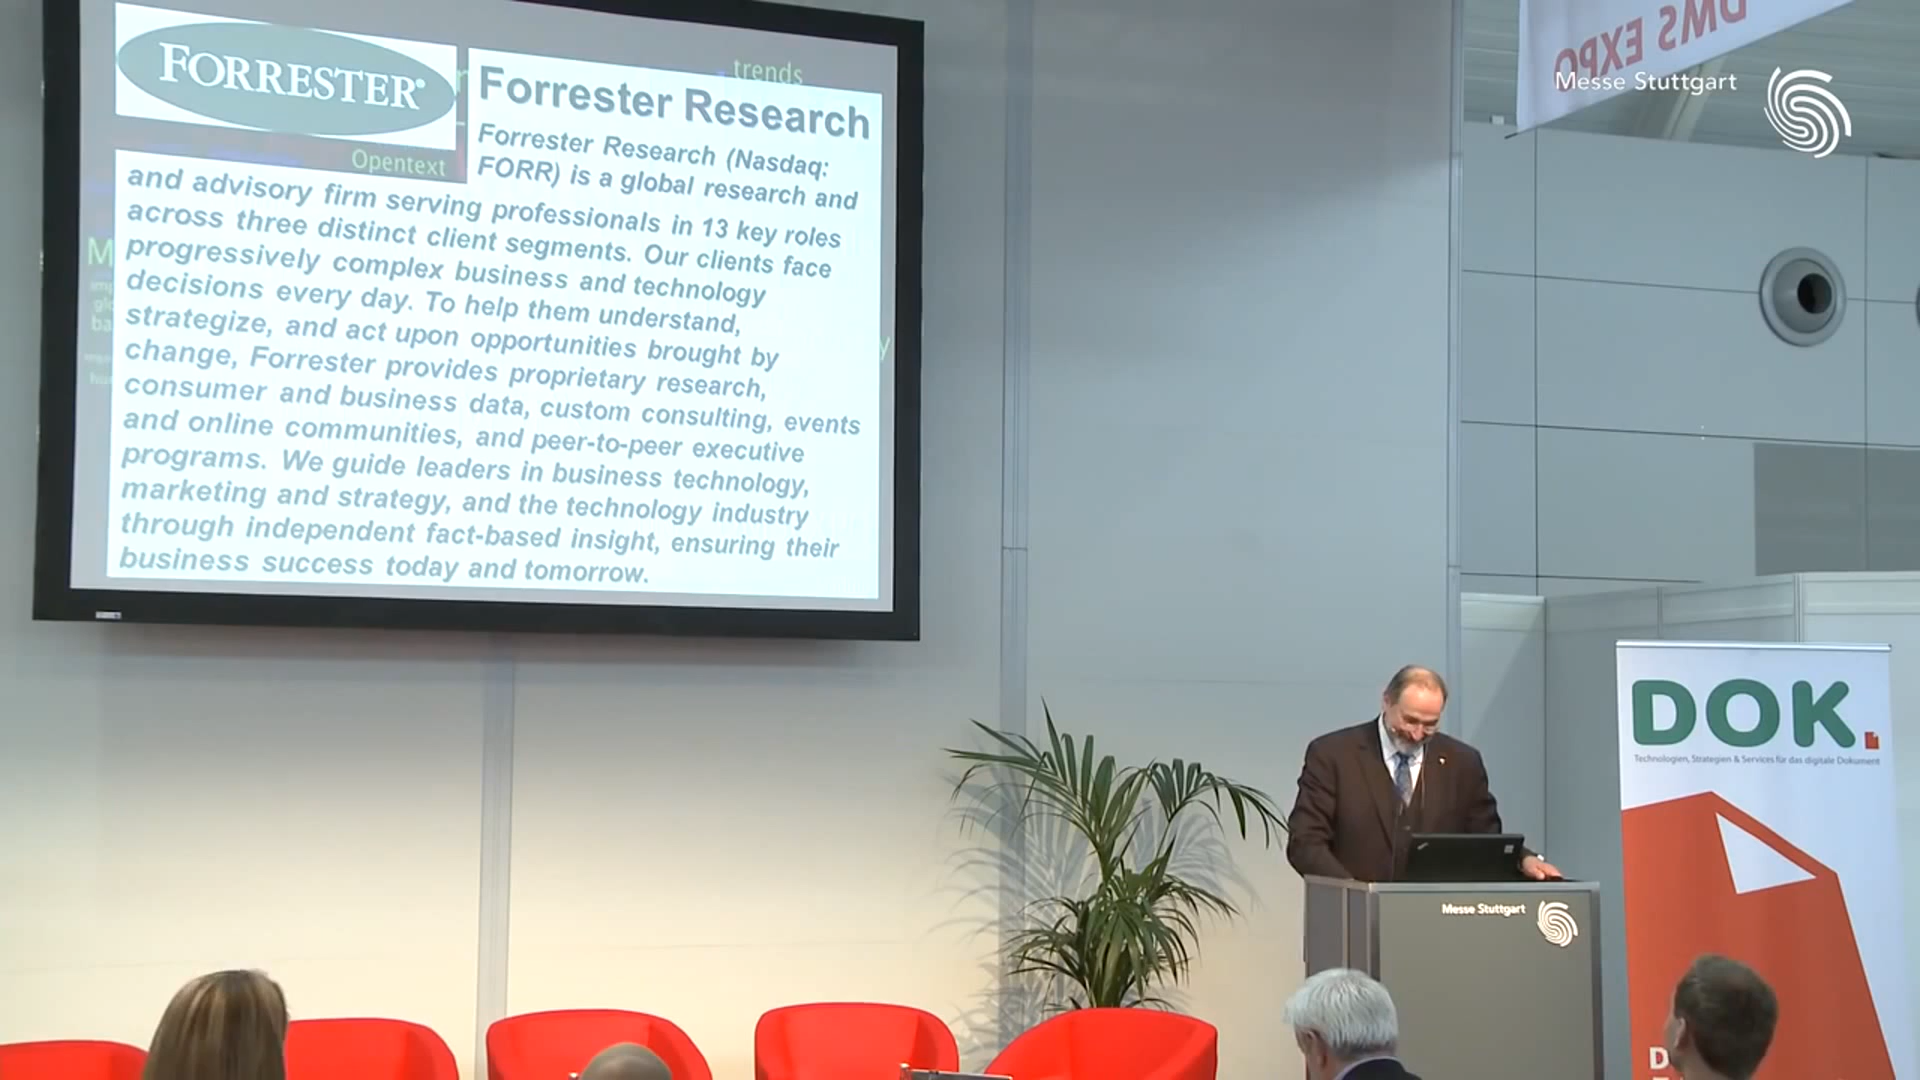 FORRESTER®
trends
Forrester Research
Forrester Research (Nasdaq:
FORR) is a global research and
Opentext
and advisory firm serving professionals in 13 key roles
across three distinct client segments. Our clients face
progressively complex business and technology
decisions every day. To help them understand,
strategize, and act upon opportunities brought by
change, Forrester provides proprietary research,
consumer and business data, custom consulting, events
and online communities, and peer-to-peer executive
programs. We guide leaders in business technology,
marketing and strategy, and the technology industry
through independent fact-based insight, ensuring their
business success today and tomorrow.
DMS EXPO
Messe Stuttgart
DOK.
Technologien, Strategien & Services für das digitale Dokument
Messe Stuttgart